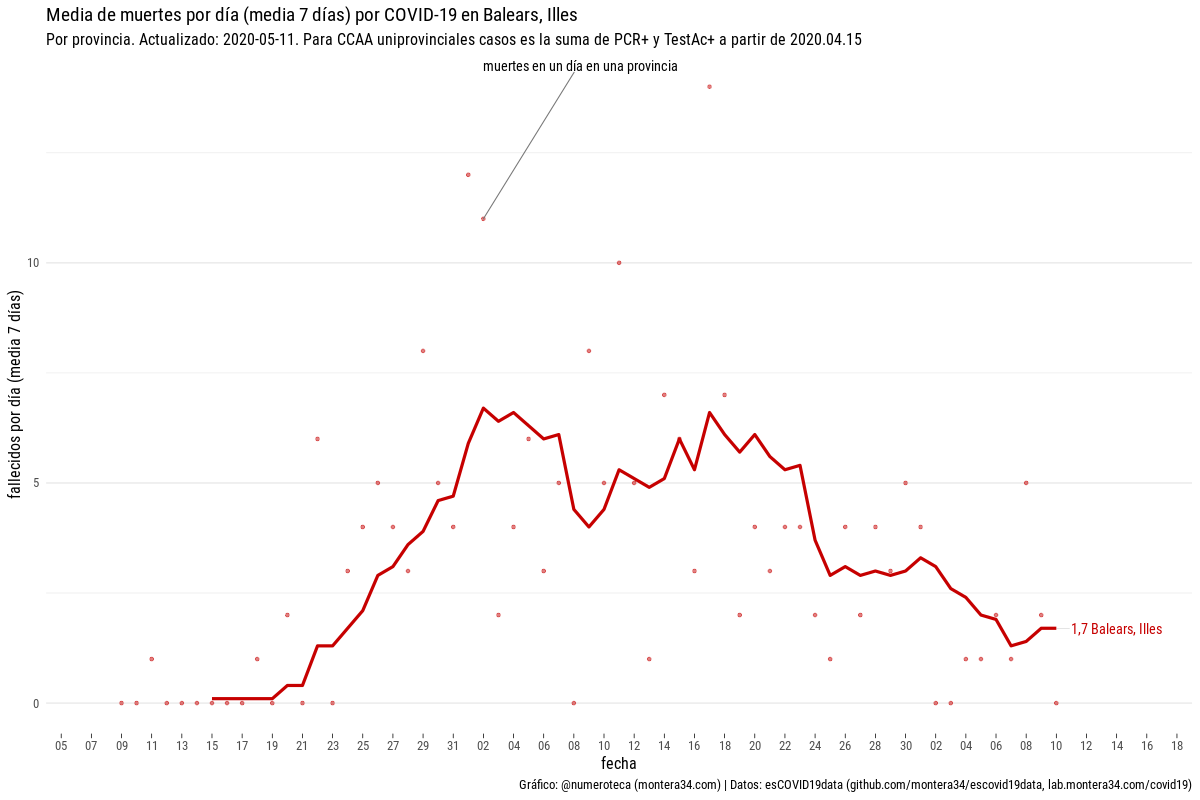 Media de muertes por día (media 7 días) por COVID-19 en Balears, Illes
Por provincia. Actualizado: 2020-05-11. Para CCAA uniprovinciales casos es la suma de PCR+ y TestAc+ a partir de 2020.04.15
muertes en un día en una provincia
fallecidos por día (media 7 días)
10
5
0
1,7 Balears, Illes
05 07 09 11 13 15 17 19 21 23 25 27 29 31 02 04 06 08 10 12 14 16 18 20 22 24 26 28 30 02 04 06 08 10 12 14 16 18
fecha
Gráfico: @numeroteca (montera34.com) | Datos: esCOVID19data (github.com/montera34/escovid19data, lab.montera34.com/covid19)